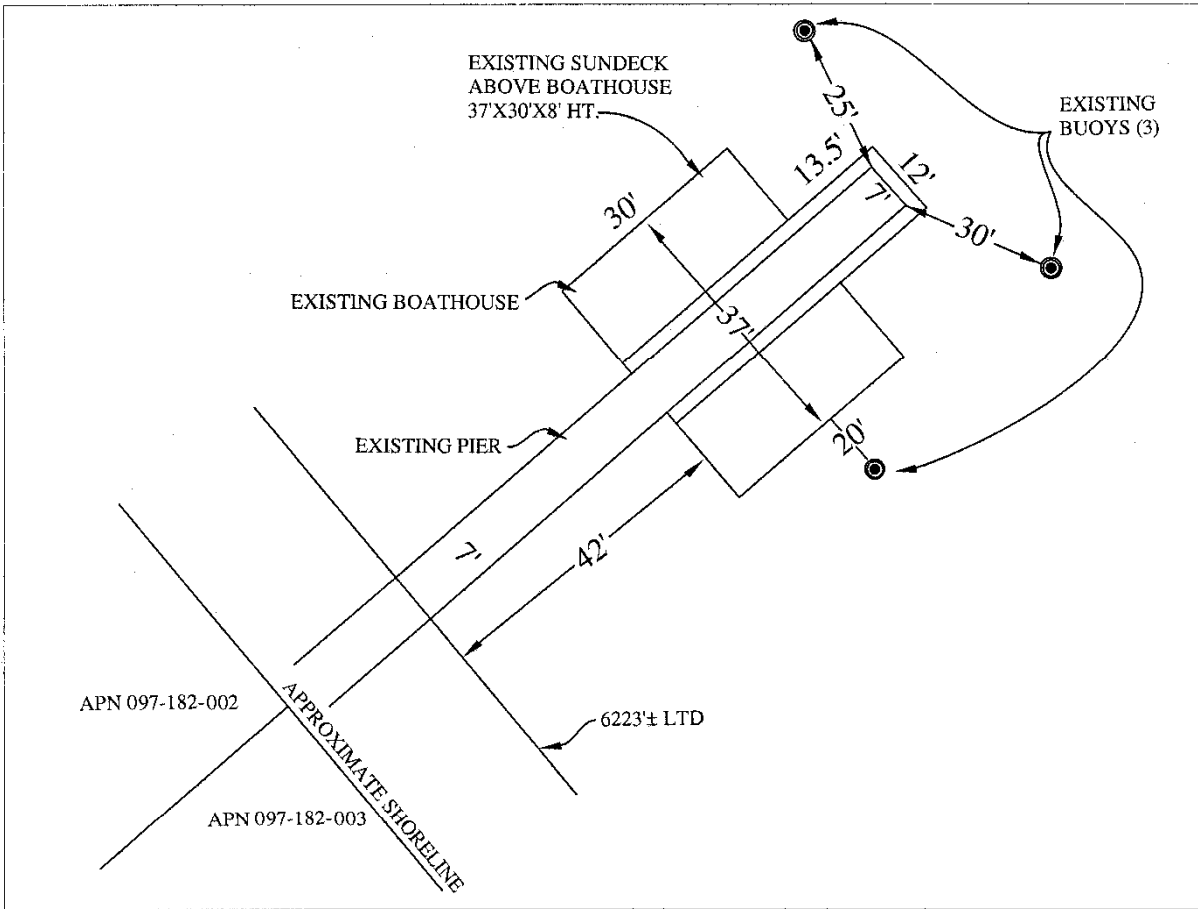 EXISTING SUNDECK
ABOVE BOATHOUSE
37'X30'X8' HT.
EXISTING
BUOYS (3)
25'
13.5'
12'
7'
30'
30'
EXISTING BOATHOUSE
37'
EXISTING PIER
20'
42'
7'
APN 097-182-002
APPROXIMATE SHORELINE
6223'± LTD
APN 097-182-003